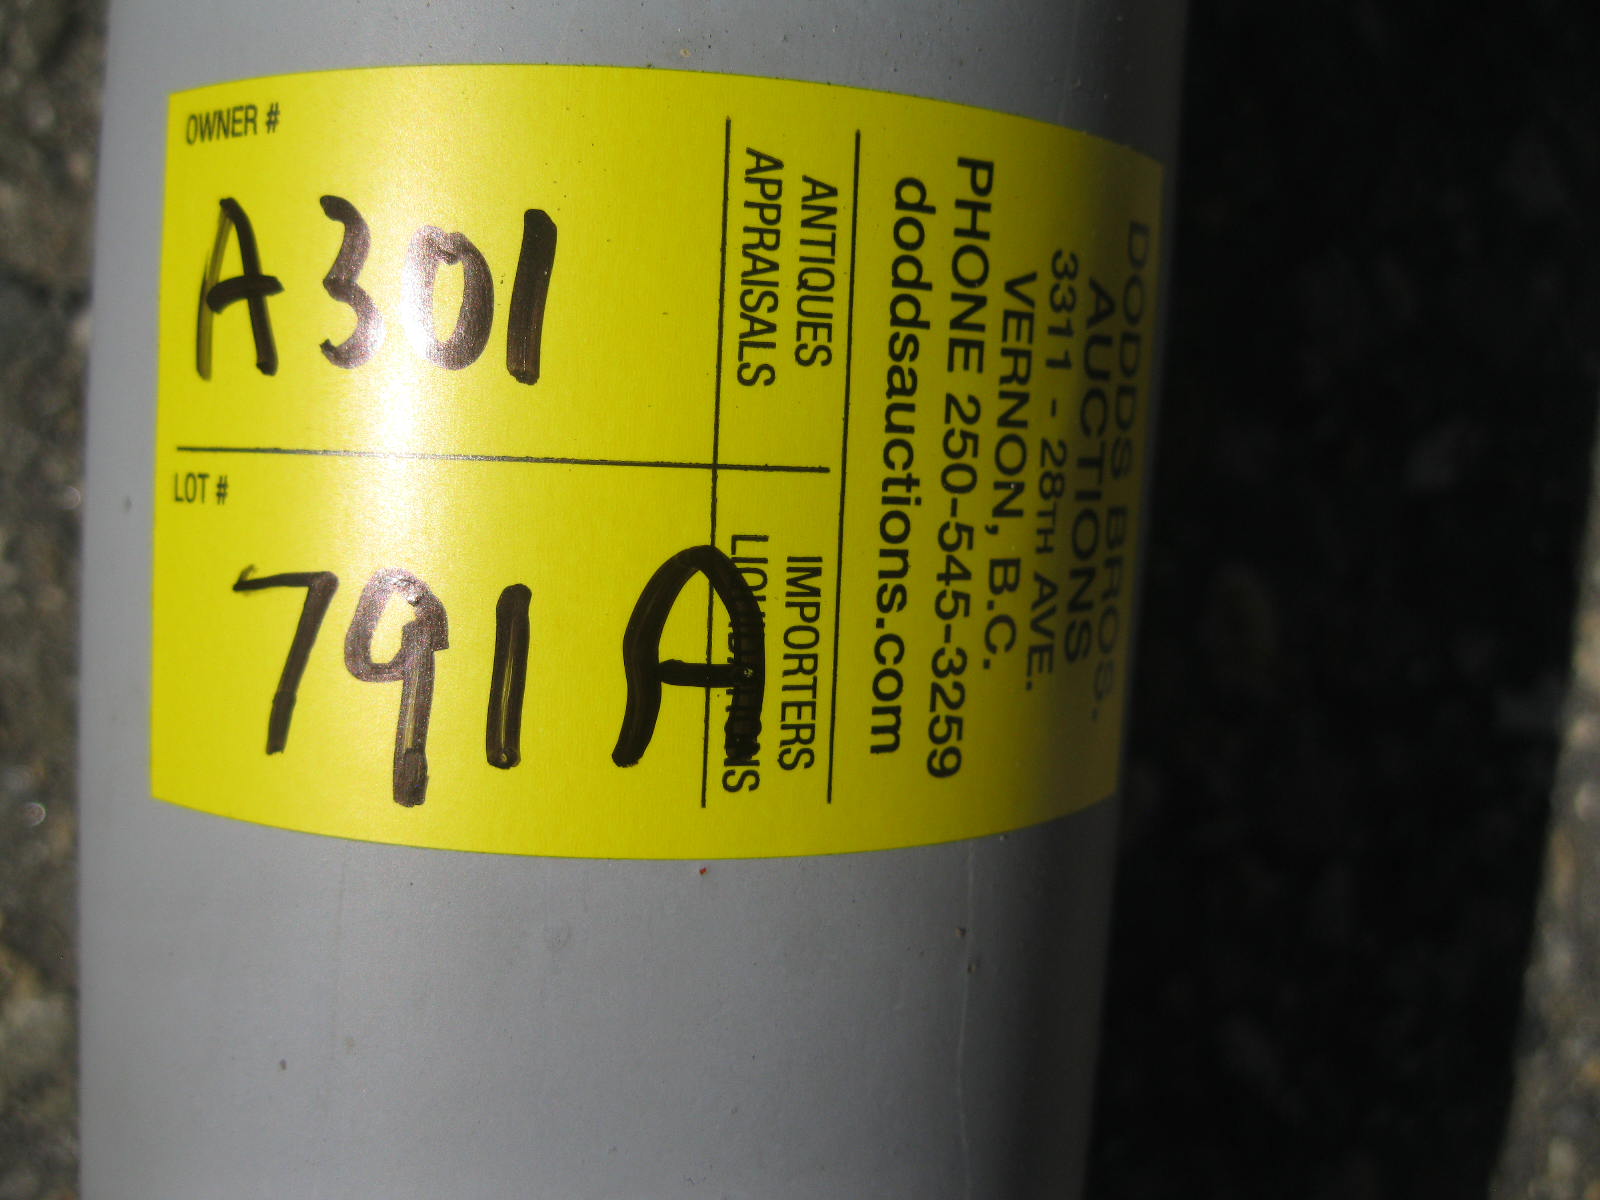 OWNER #
A301
LOT #
791A
DODDS BROS.
AUCTIONS
3311 - 28TH AVE.
VERNON, B.C.
PHONE 250-545-3259
doddsauctions.com
ANTIQUES
APPRAISALS
IMPORTERS
LIQUIDATIONS